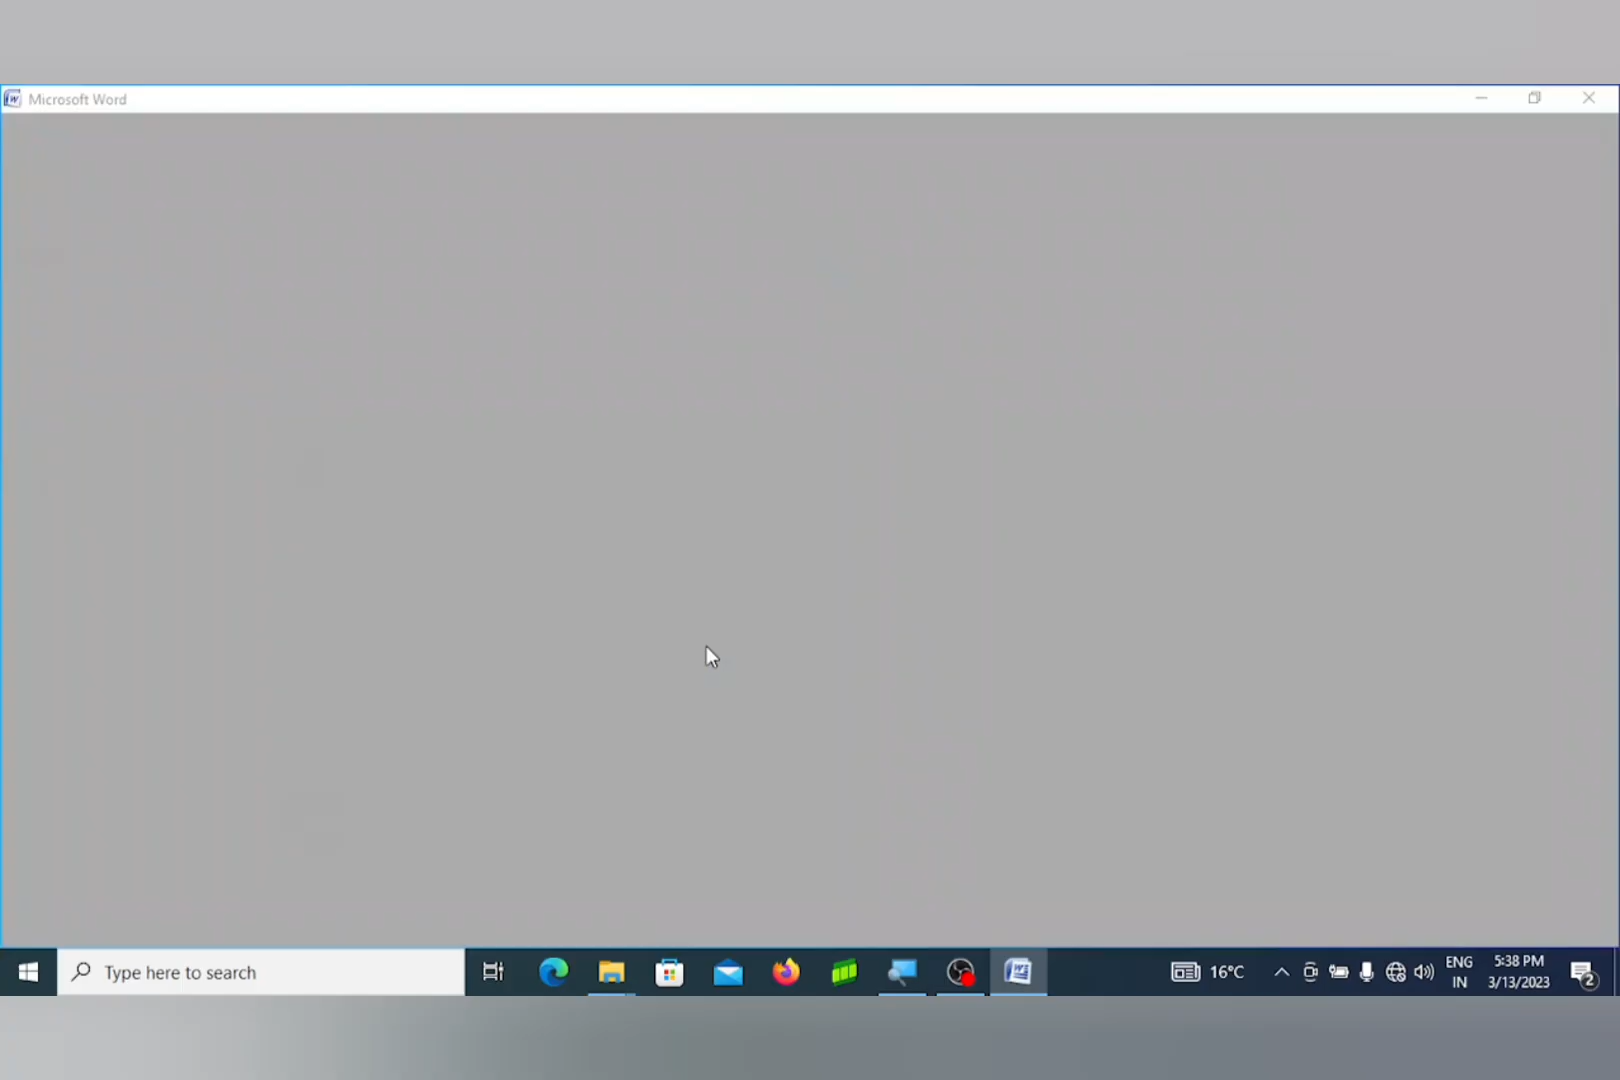 Microsoft Word
Type here to search
16°C
ENG
IN
5:38 PM
3/13/2023
2